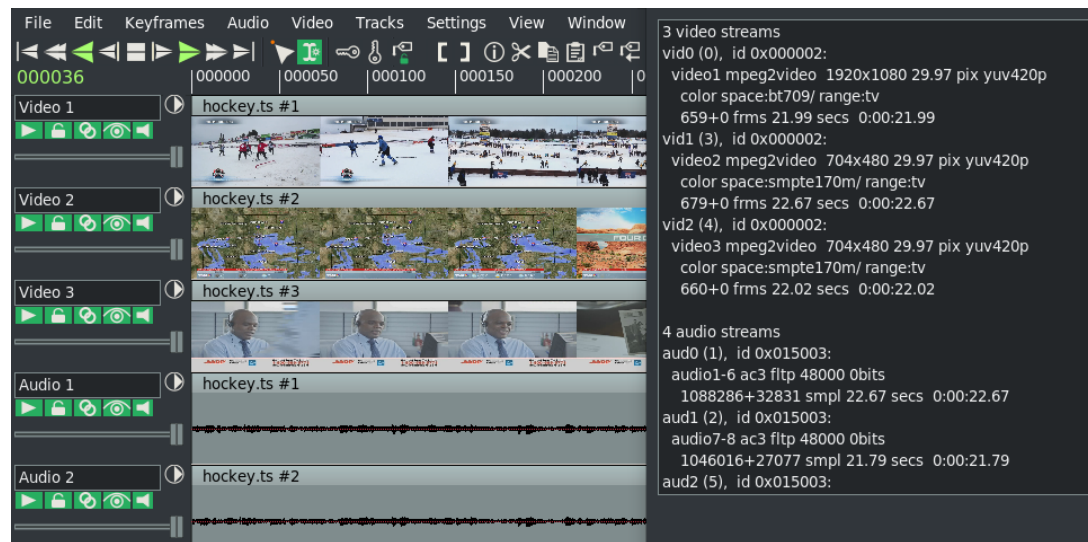 File Edit Keyframes Audio Video Tracks Settings View Window
000036
000000 000050 000100 000150 000200 0
Video 1
hockey.ts #1
Video 2
hockey.ts #2
FOUR
Video 3
hockey.ts #3
Audio 1
hockey.ts #1
Audio 2
hockey.ts #2
3 video streams
vid0 (0), id 0x000002:
video1 mpeg2video 1920x1080 29.97 pix yuv420p
color space:bt709/ range:tv
659+0 frms 21.99 secs 0:00:21.99
vid1 (3), id 0x000002:
video2 mpeg2video 704x480 29.97 pix yuv420p
color space:smpte170m/ range:tv
679+0 frms 22.67 secs 0:00:22.67
vid2 (4), id 0x000002:
video3 mpeg2video 704x480 29.97 pix yuv420p
color space:smpte170m/ range:tv
660+0 frms 22.02 secs 0:00:22.02
4 audio streams
aud0 (1), id 0x015003:
audio1-6 ac3 fltp 48000 0bits
1088286+32831 smpl 22.67 secs 0:00:22.67
aud1 (2), id 0x015003:
audio7-8 ac3 fltp 48000 0bits
1046016+27077 smpl 21.79 secs 0:00:21.79
aud2 (5), id 0x015003: